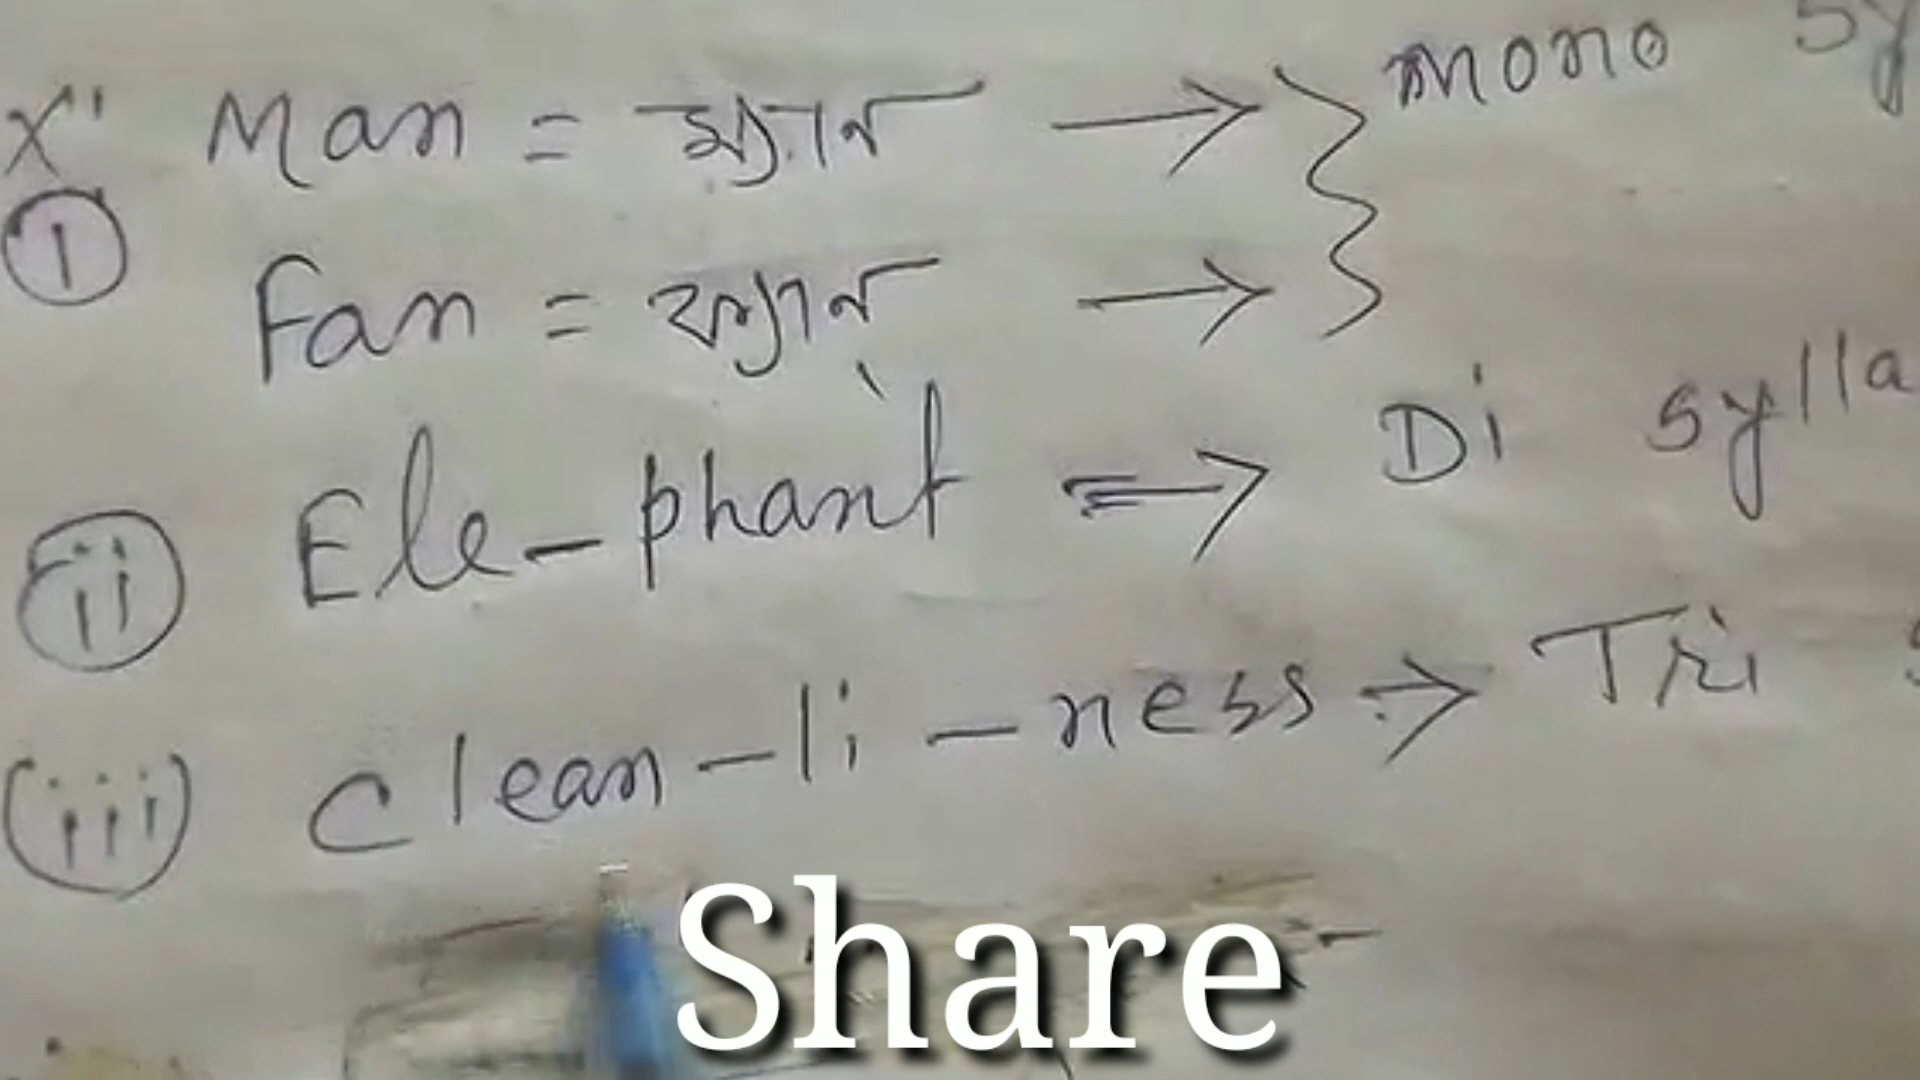 Man = ম্যান → } Mono Sy
(i) Fan = ফ্যান →
(ii) Ele-phant ⇒ Di sylla
(iii) Clean-li-ness → Tri S
Share